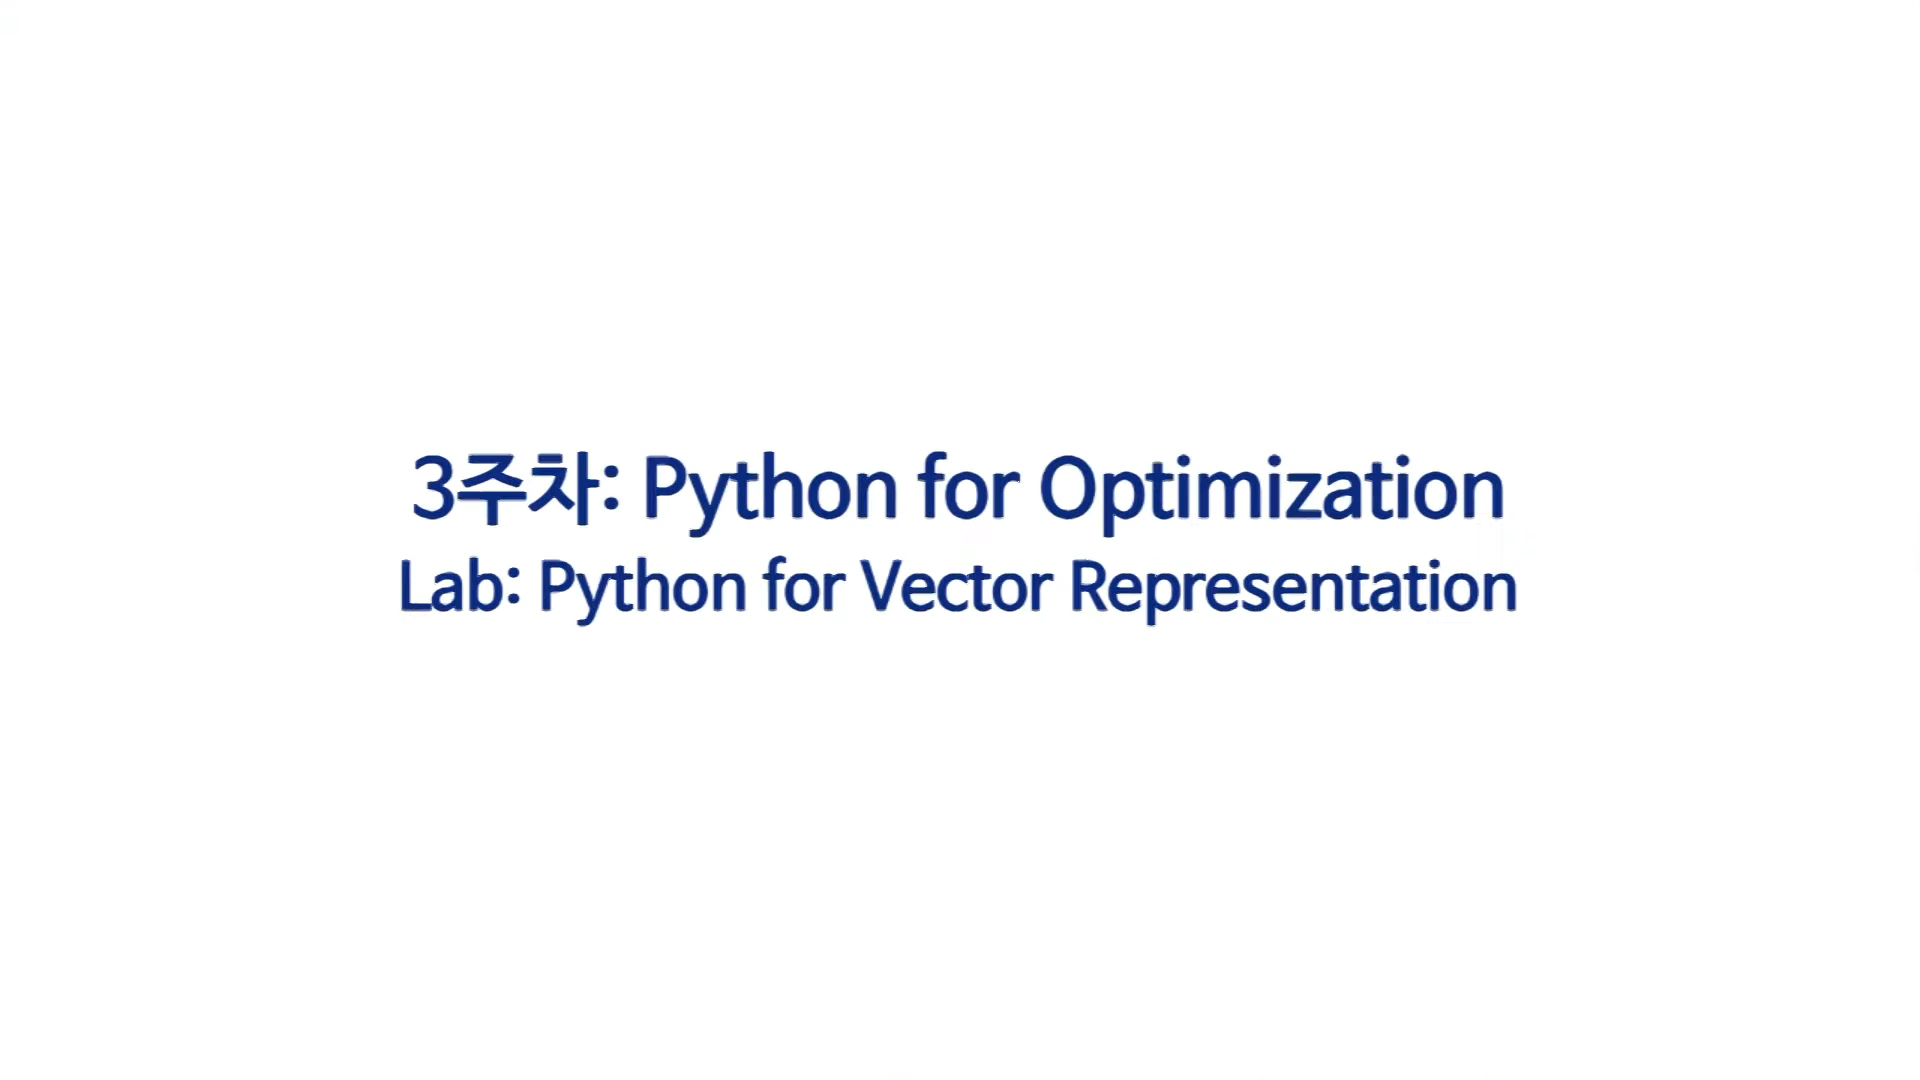 3주차: Python for Optimization
Lab: Python for Vector Representation